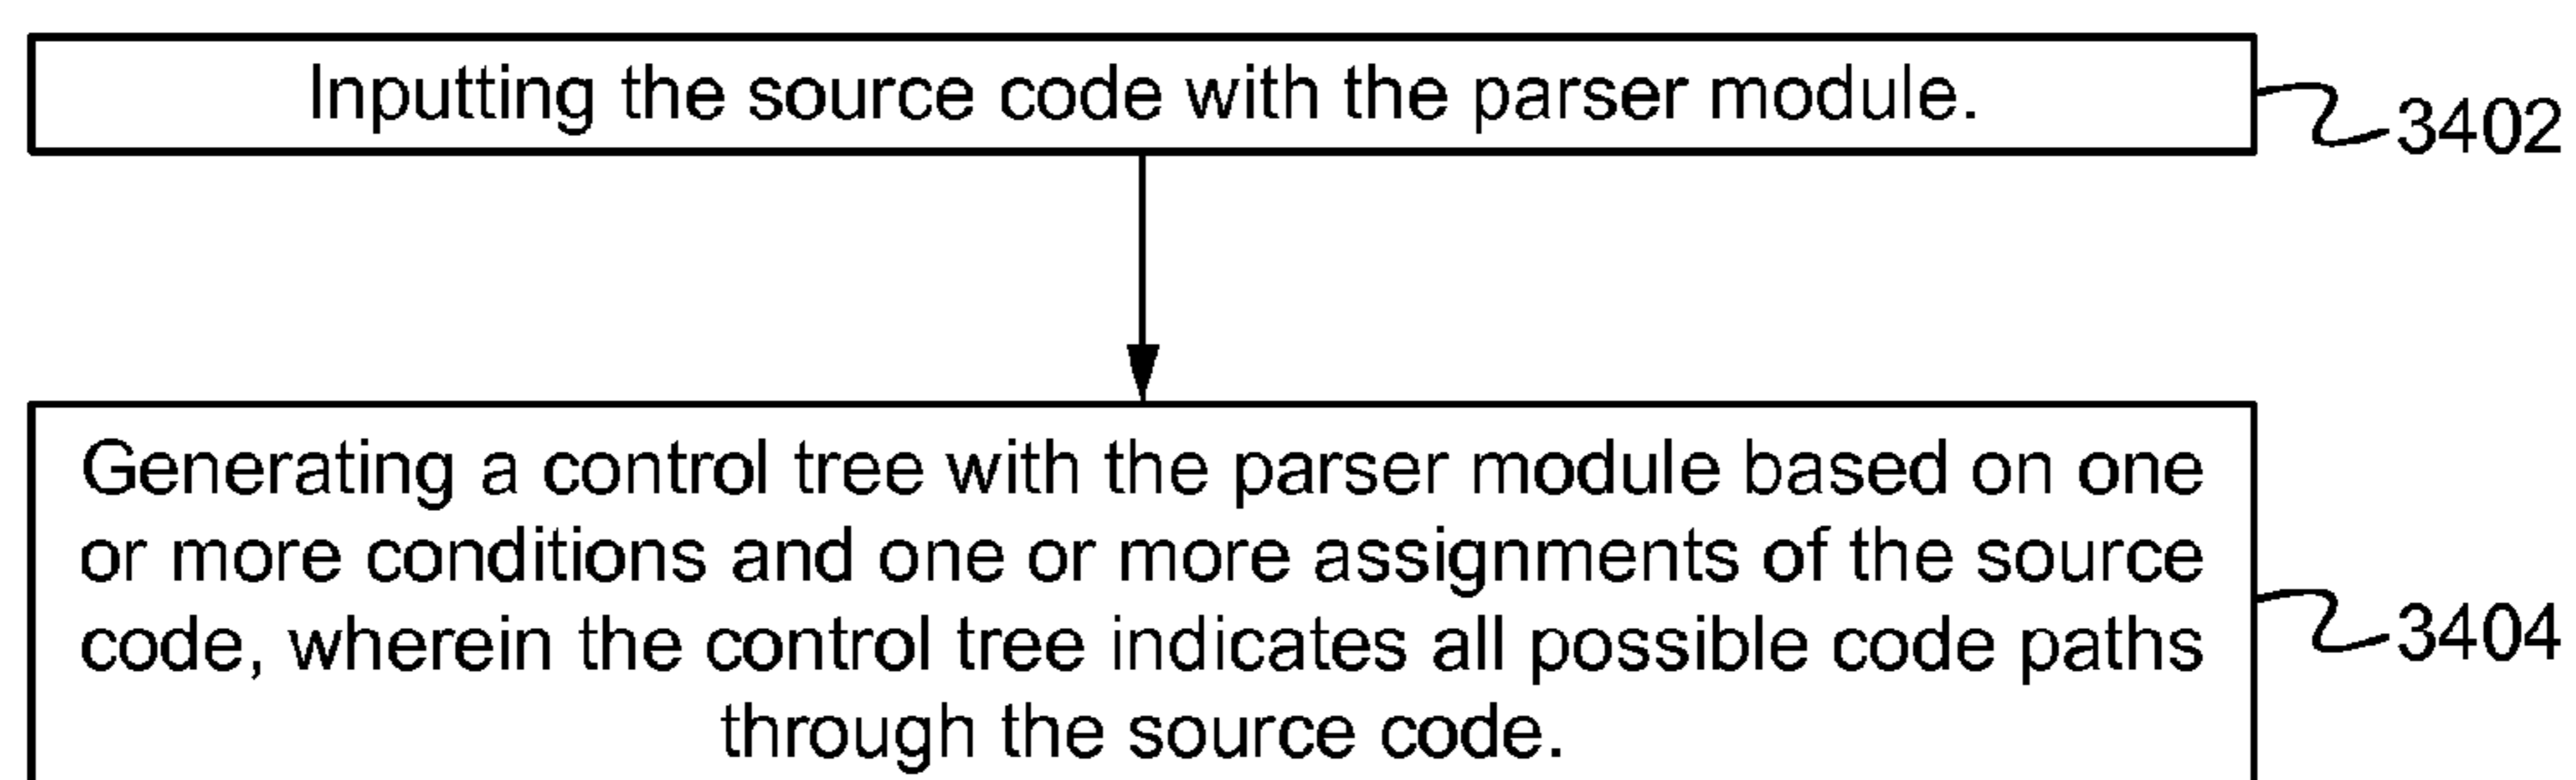 Inputting the source code with the parser module.
3402
Generating a control tree with the parser module based on one
or more conditions and one or more assignments of the source
code, wherein the control tree indicates all possible code paths
through the source code.
3404